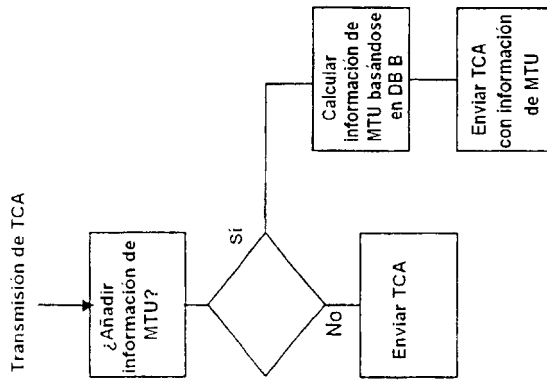 Transmisión de TCA
¿Añadir
información de
MTU?
Sí
No
Calcular
información de
MTU basándose
en DB B
Enviar TCA
Enviar TCA
con información
de MTU